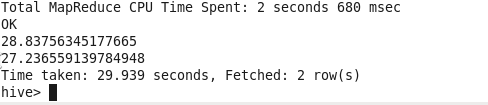 Total MapReduce CPU Time Spent: 2 seconds 680 msec
OK
28.83756345177665
27.236559139784948
Time taken: 29.939 seconds, Fetched: 2 row(s)
hive>